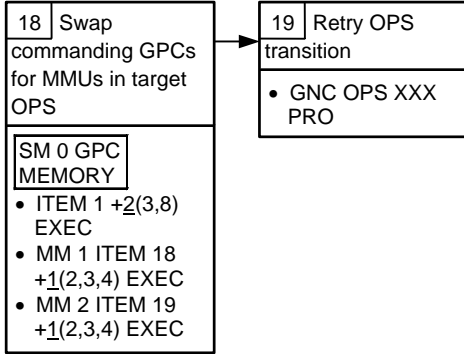 18 Swap
commanding GPCs
for MMUs in target
OPS
SM 0 GPC
MEMORY
• ITEM 1 +2(3,8)
EXEC
• MM 1 ITEM 18
+1(2,3,4) EXEC
• MM 2 ITEM 19
+1(2,3,4) EXEC
19 Retry OPS
transition
• GNC OPS XXX
PRO